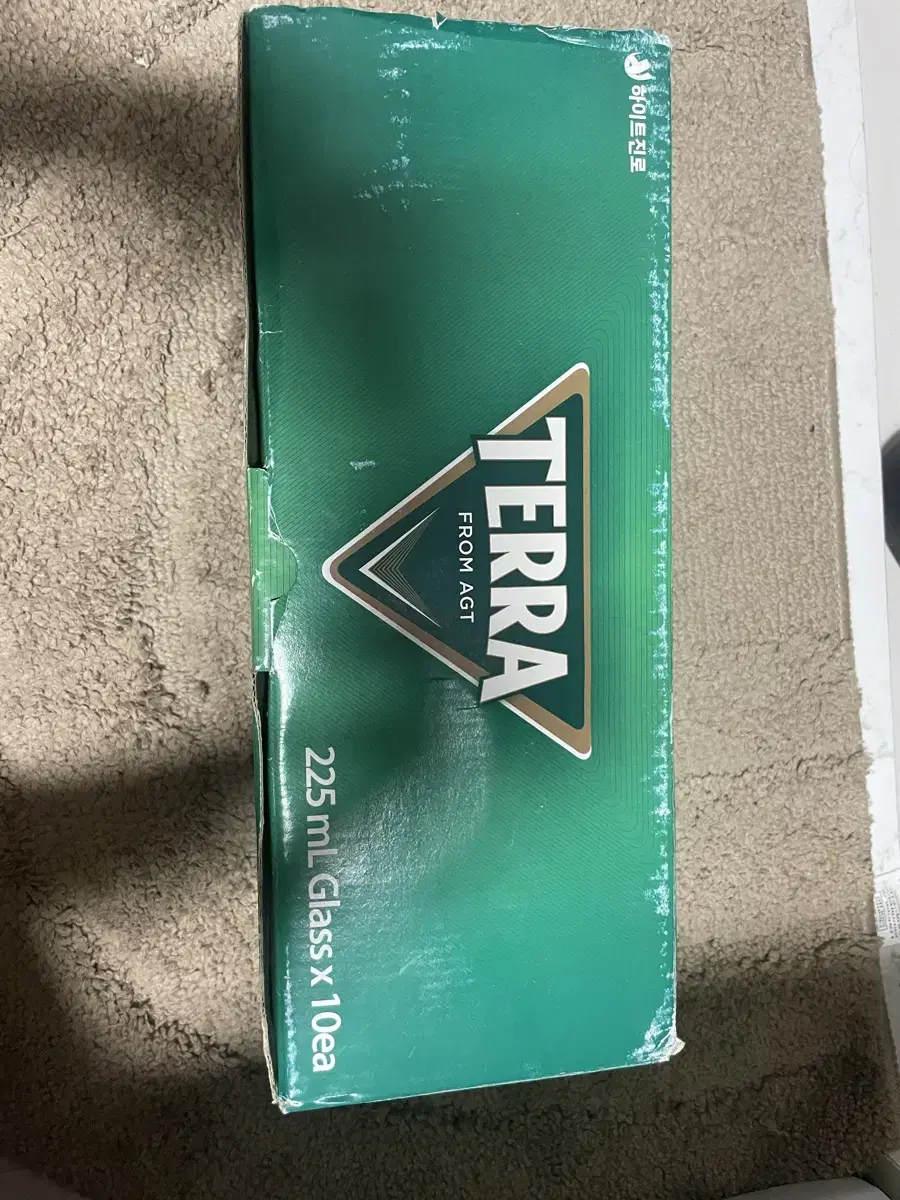 하이트진로
TERRA
FROM AGT
225 mL Glass x 10ea